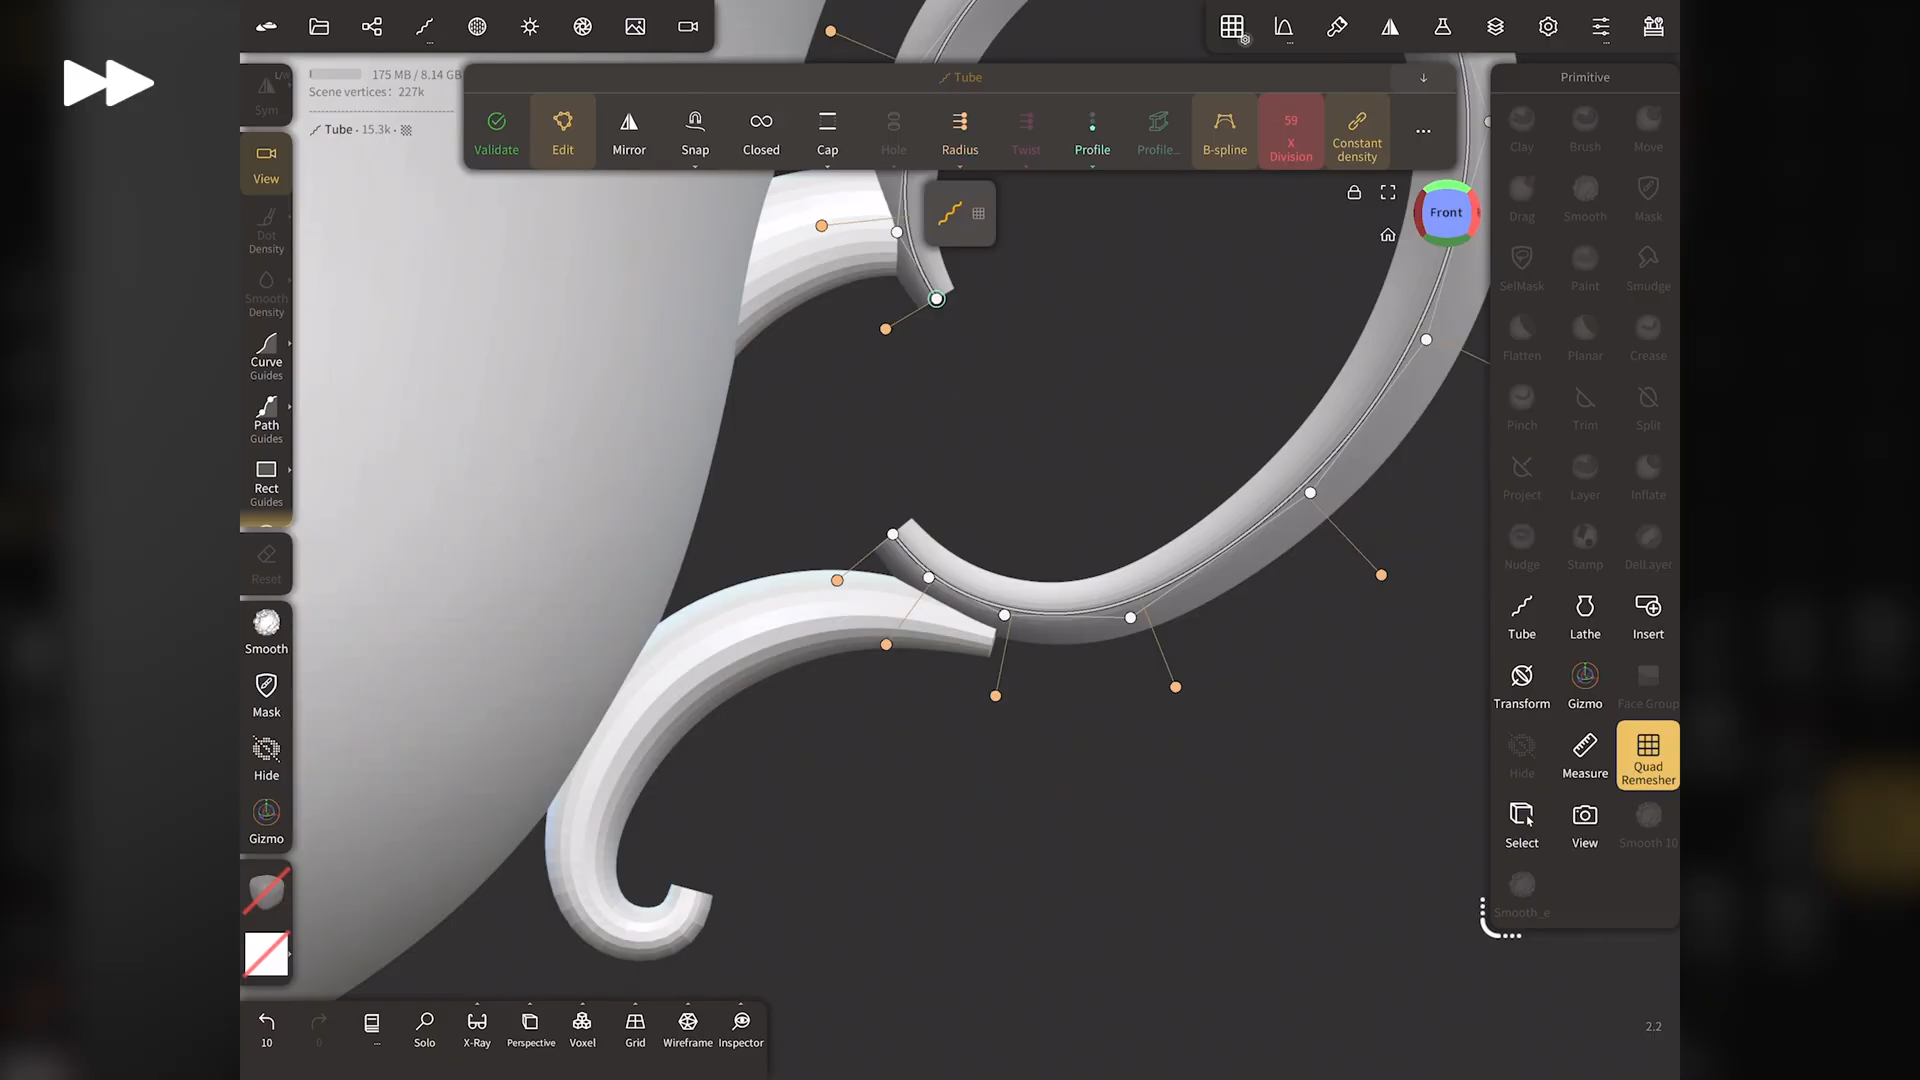 L/W
Sym
View
Dot
Density
Smooth
Density
Curve
Guides
Path
Guides
Rect
Guides
Reset
Smooth
Mask
Hide
Gizmo
175 MB / 8.14 GB
Scene vertices: 227k
Tube · 15.3k ·
Tube
Validate
Edit
Mirror
Snap
Closed
Cap
Hole
Radius
Twist
Profile
Profile...
B-spline
59
X
Division
Constant
density
...
Front
Primitive
Clay
Brush
Move
Drag
Smooth
Mask
SelMask
Paint
Smudge
Flatten
Planar
Crease
Pinch
Trim
Split
Project
Layer
Inflate
Nudge
Stamp
DelLayer
Tube
Lathe
Insert
Transform
Gizmo
Face Group
Hide
Measure
Quad
Remesher
Select
View
Smooth 10
Smooth_e
10
0
...
Solo
X-Ray
Perspective
Voxel
Grid
Wireframe
Inspector
2.2